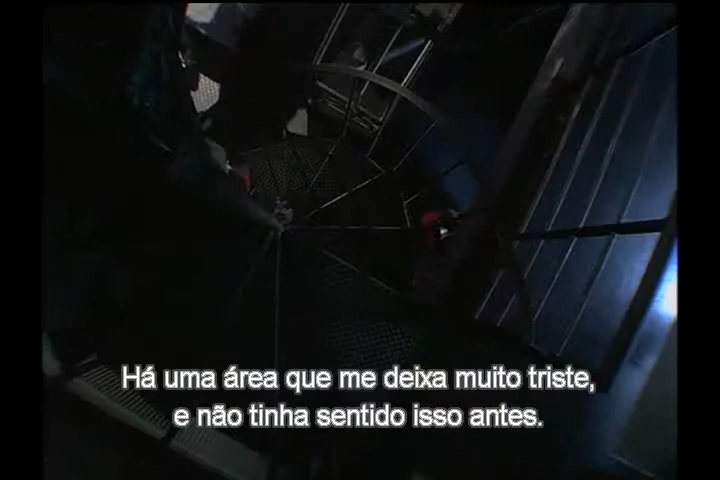 Há uma área que me deixa muito triste,
e não tinha sentido isso antes.